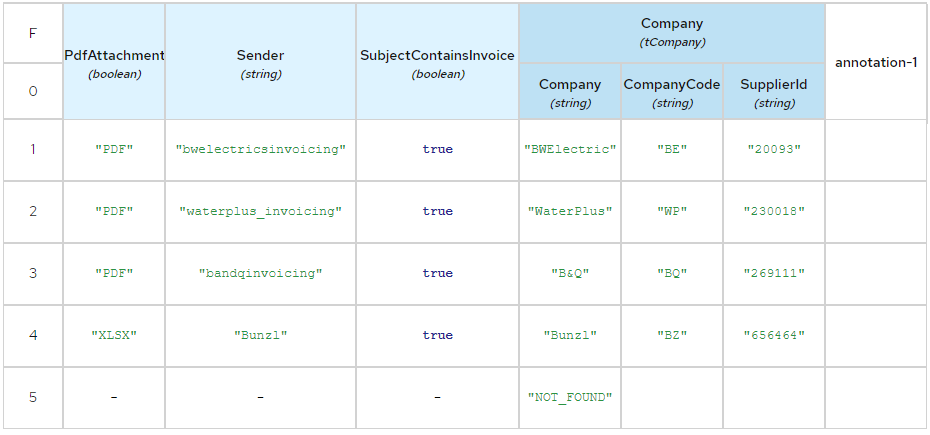 F
PdfAttachment
(boolean)
Sender
(string)
SubjectContainsInvoice
(boolean)
Company
(tCompany)
annotation-1
0
Company
(string)
CompanyCode
(string)
SupplierId
(string)
1 "PDF" "bwelectricsinvoicing" true "BWElectric" "BE" "20093"
2 "PDF" "waterplus_invoicing" true "WaterPlus" "WP" "230018"
3 "PDF" "bandqinvoicing" true "B&Q" "BQ" "269111"
4 "XLSX" "Bunzl" true "Bunzl" "BZ" "656464"
5 - - - "NOT_FOUND"